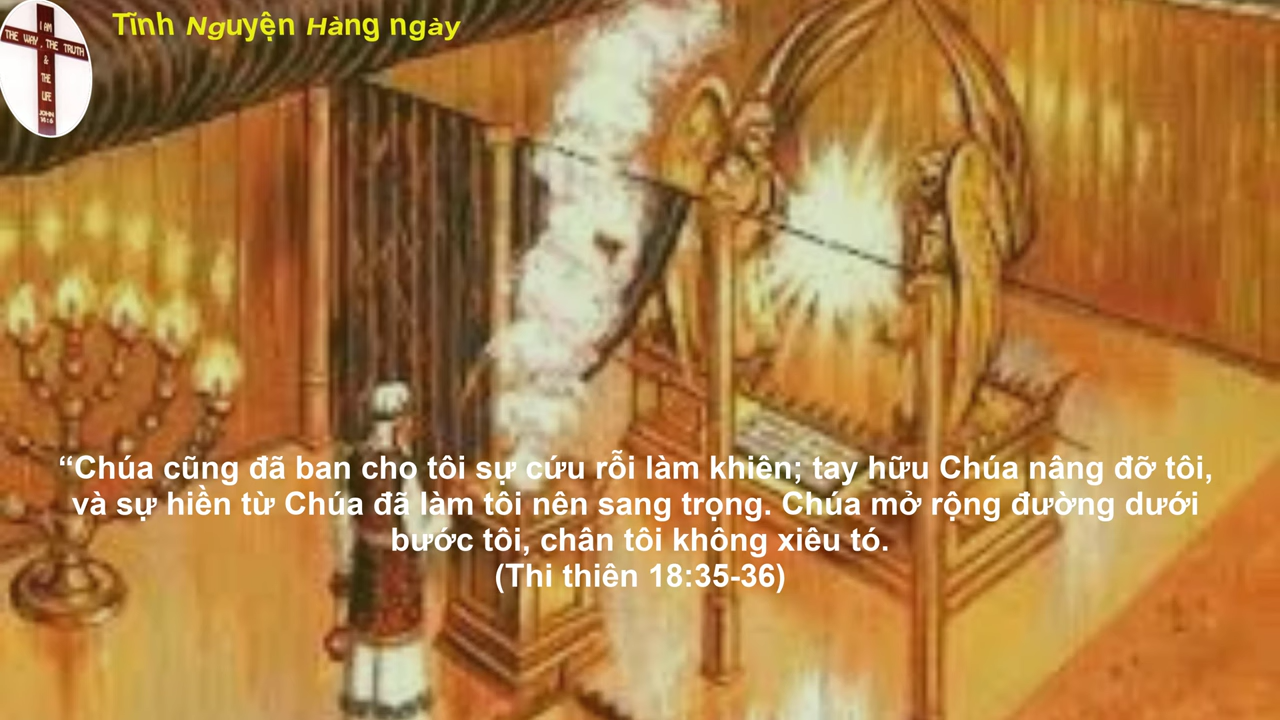 Tĩnh Nguyện Hàng ngày
I AM
THE WAY, THE TRUTH
&
THE
LIFE
JOHN
14:6
“Chúa cũng đã ban cho tôi sự cứu rỗi làm khiên; tay hữu Chúa nâng đỡ tôi,
và sự hiền từ Chúa đã làm tôi nên sang trọng. Chúa mở rộng đường dưới
bước tôi, chân tôi không xiêu tó.
(Thi thiên 18:35-36)